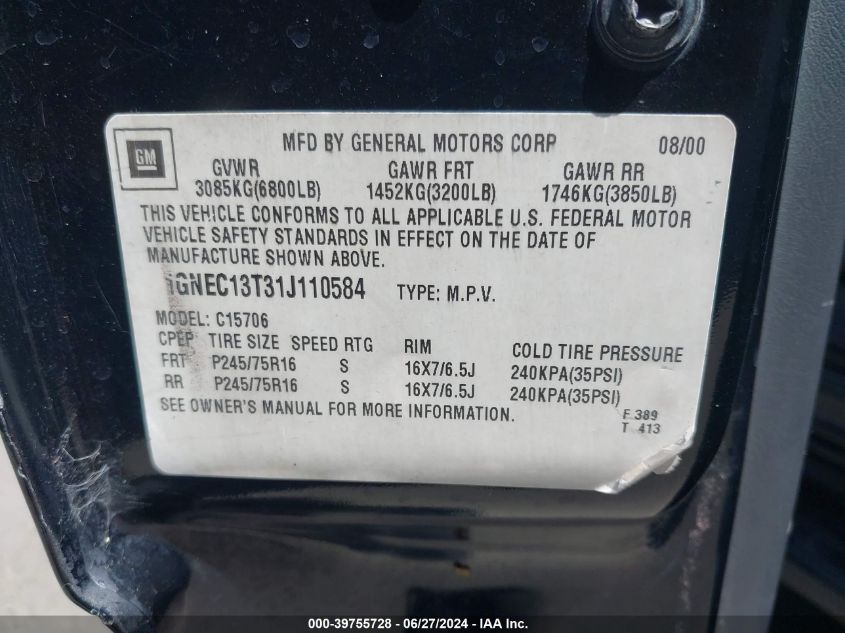 GM
MFD BY GENERAL MOTORS CORP 08/00
GVWR GAWR FRT GAWR RR
3085KG(6800LB) 1452KG(3200LB) 1746KG(3850LB)
THIS VEHICLE CONFORMS TO ALL APPLICABLE U.S. FEDERAL MOTOR
VEHICLE SAFETY STANDARDS IN EFFECT ON THE DATE OF
MANUFACTURE SHOWN ABOVE.
1GNEC13T31J110584 TYPE: M.P.V.
MODEL: C15706
CPEP TIRE SIZE SPEED RTG RIM COLD TIRE PRESSURE
FRT P245/75R16 S 16X7/6.5J 240KPA(35PSI)
RR P245/75R16 S 16X7/6.5J 240KPA(35PSI)
SEE OWNER'S MANUAL FOR MORE INFORMATION.
F 389
T 413
000-39755728 - 06/27/2024 - IAA Inc.